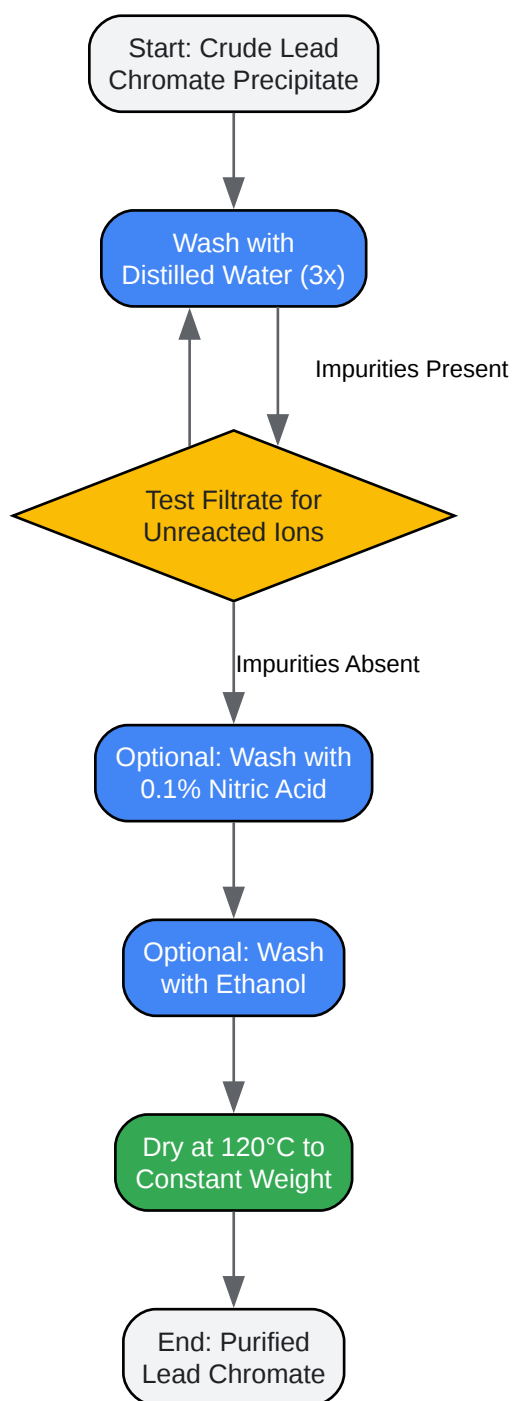 Start: Crude Lead
Chromate Precipitate
Wash with
Distilled Water (3x)
Impurities Present
Test Filtrate for
Unreacted Ions
Impurities Absent
Optional: Wash with
0.1% Nitric Acid
Optional: Wash
with Ethanol
Dry at 120°C to
Constant Weight
End: Purified
Lead Chromate